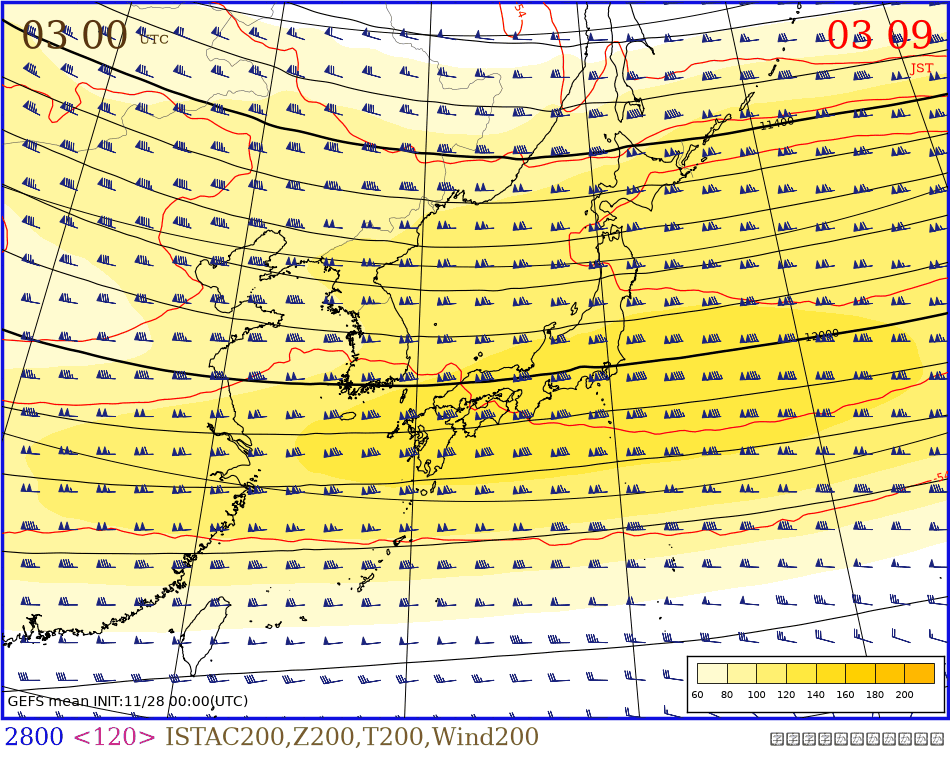 03 00 UTC
03 09 JST
54
11400
12000
60 80 100 120 140 160 180 200
GEFS mean INIT:11/28 00:00(UTC)
2800 <120> ISTAC200,Z200,T200,Wind200